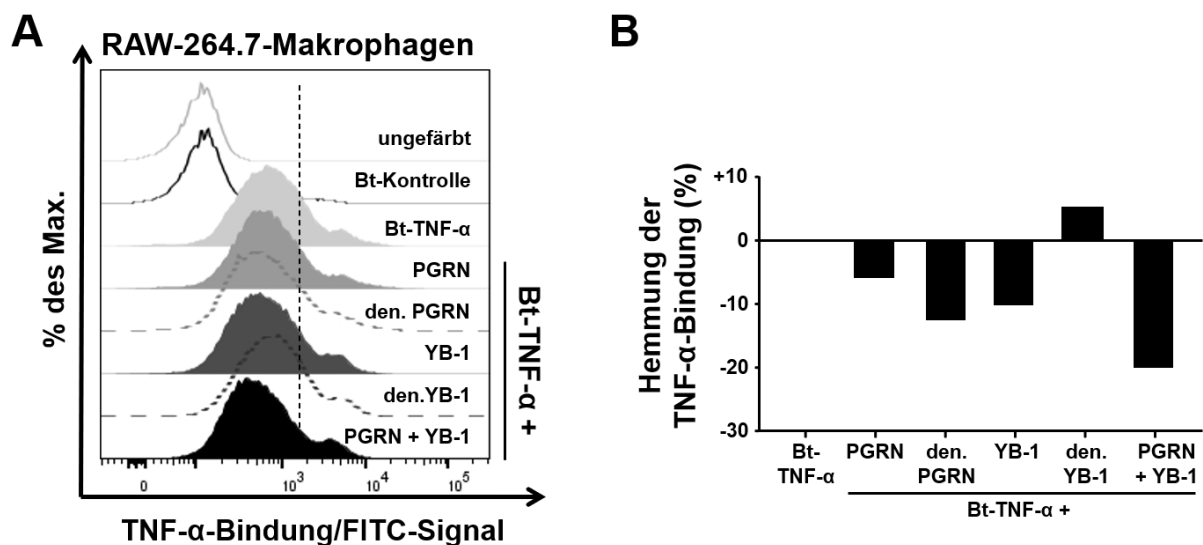 A
RAW-264.7-Makrophagen
% des Max.
ungefärbt
Bt-Kontrolle
Bt-TNF-α
PGRN
den. PGRN
YB-1
den.YB-1
PGRN + YB-1
Bt-TNF-α +
0
10³
10⁴
10⁵
TNF-α-Bindung/FITC-Signal
B
Hemmung der
TNF-α-Bindung (%)
+10
0
-10
-20
-30
Bt-
TNF-α
PGRN
den.
PGRN
YB-1
den.
YB-1
PGRN
+ YB-1
Bt-TNF-α +